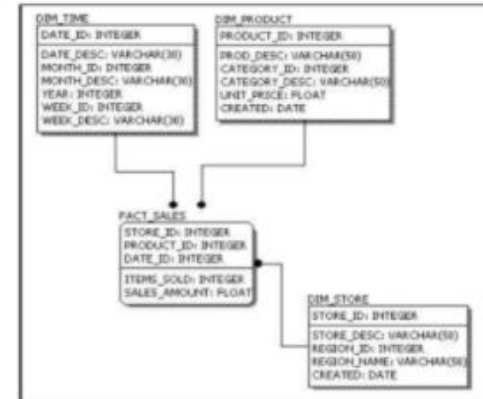 DIM_TIME
DATE_ID: INTEGER
DATE_DESC: VARCHAR(30)
MONTH_ID: INTEGER
MONTH_DESC: VARCHAR(30)
YEAR: INTEGER
WEEK_ID: INTEGER
WEEK_DESC: VARCHAR(30)
DIM_PRODUCT
PRODUCT_ID: INTEGER
PROD_DESC: VARCHAR(50)
CATEGORY_ID: INTEGER
CATEGORY_DESC: VARCHAR(50)
UNIT_PRICE: FLOAT
CREATED: DATE
FACT_SALES
STORE_ID: INTEGER
PRODUCT_ID: INTEGER
DATE_ID: INTEGER
ITEMS_SOLD: INTEGER
SALES_AMOUNT: FLOAT
DIM_STORE
STORE_ID: INTEGER
STORE_DESC: VARCHAR(50)
REGION_ID: INTEGER
REGION_NAME: VARCHAR(50)
CREATED: DATE